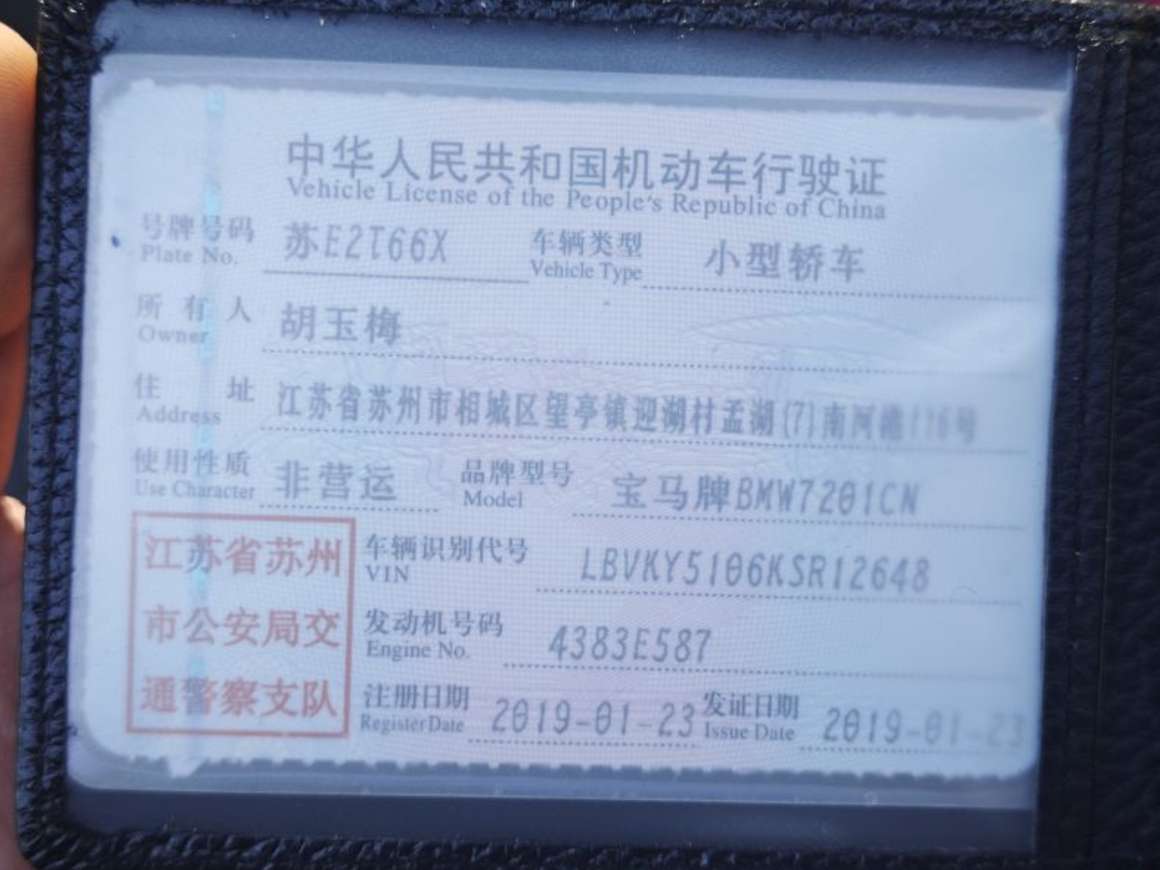 中华人民共和国机动车行驶证
Vehicle License of the People's Republic of China
号牌号码 苏E2T66X 车辆类型 小型轿车
Plate No. Vehicle Type
所有人 胡玉梅
Owner
住址 江苏省苏州市相城区望亭镇迎湖村孟湖(7)南河港116号
Address
使用性质 非营运 品牌型号 宝马牌BMW7201CN
Use Character Model
江苏省苏州 车辆识别代号 LBVKY5106KSR12648
VIN
市公安局交 发动机号码 4383E587
Engine No.
通警察支队 注册日期 2019-01-23 发证日期 2019-01-23
Register Date Issue Date